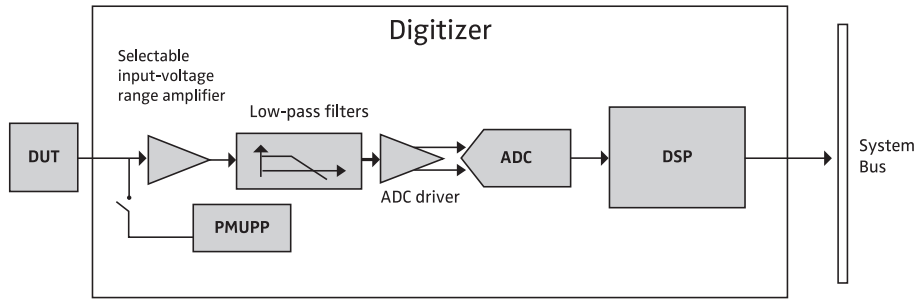 Digitizer
Selectable
input-voltage
range amplifier
Low-pass filters
DUT
ADC
DSP
System
Bus
ADC driver
PMUPP